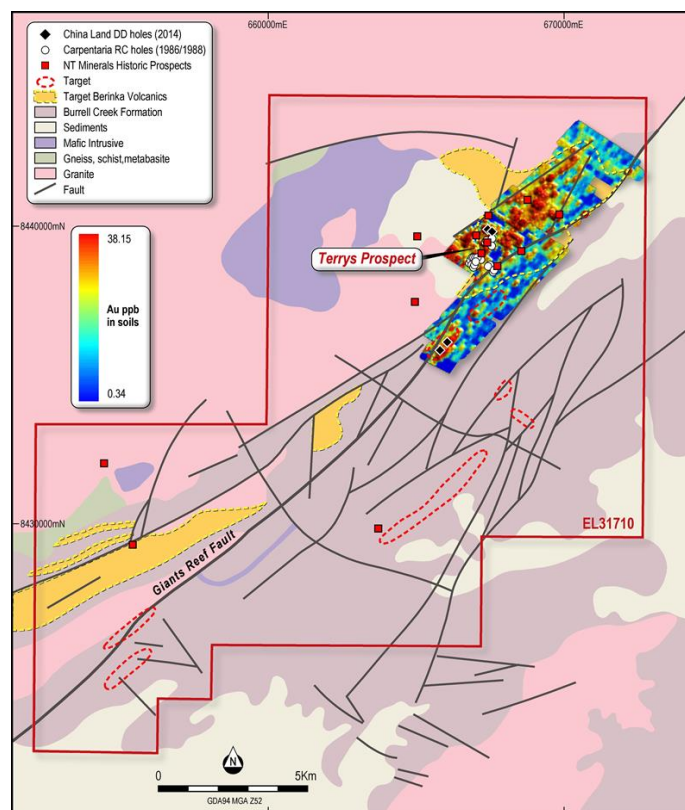 660000mE
670000mE
China Land DD holes (2014)
Carpentaria RC holes (1986/1988)
NT Minerals Historic Prospects
Target
Target Berinka Volcanics
Burrell Creek Formation
Sediments
Mafic Intrusive
Gneiss, schist,metabasite
Granite
Fault
8440000mN
38.15
Au ppb
in soils
0.34
Terrys Prospect
8430000mN
EL31710
Giants Reef Fault
N
0
5Km
GDA94 MGA Z52